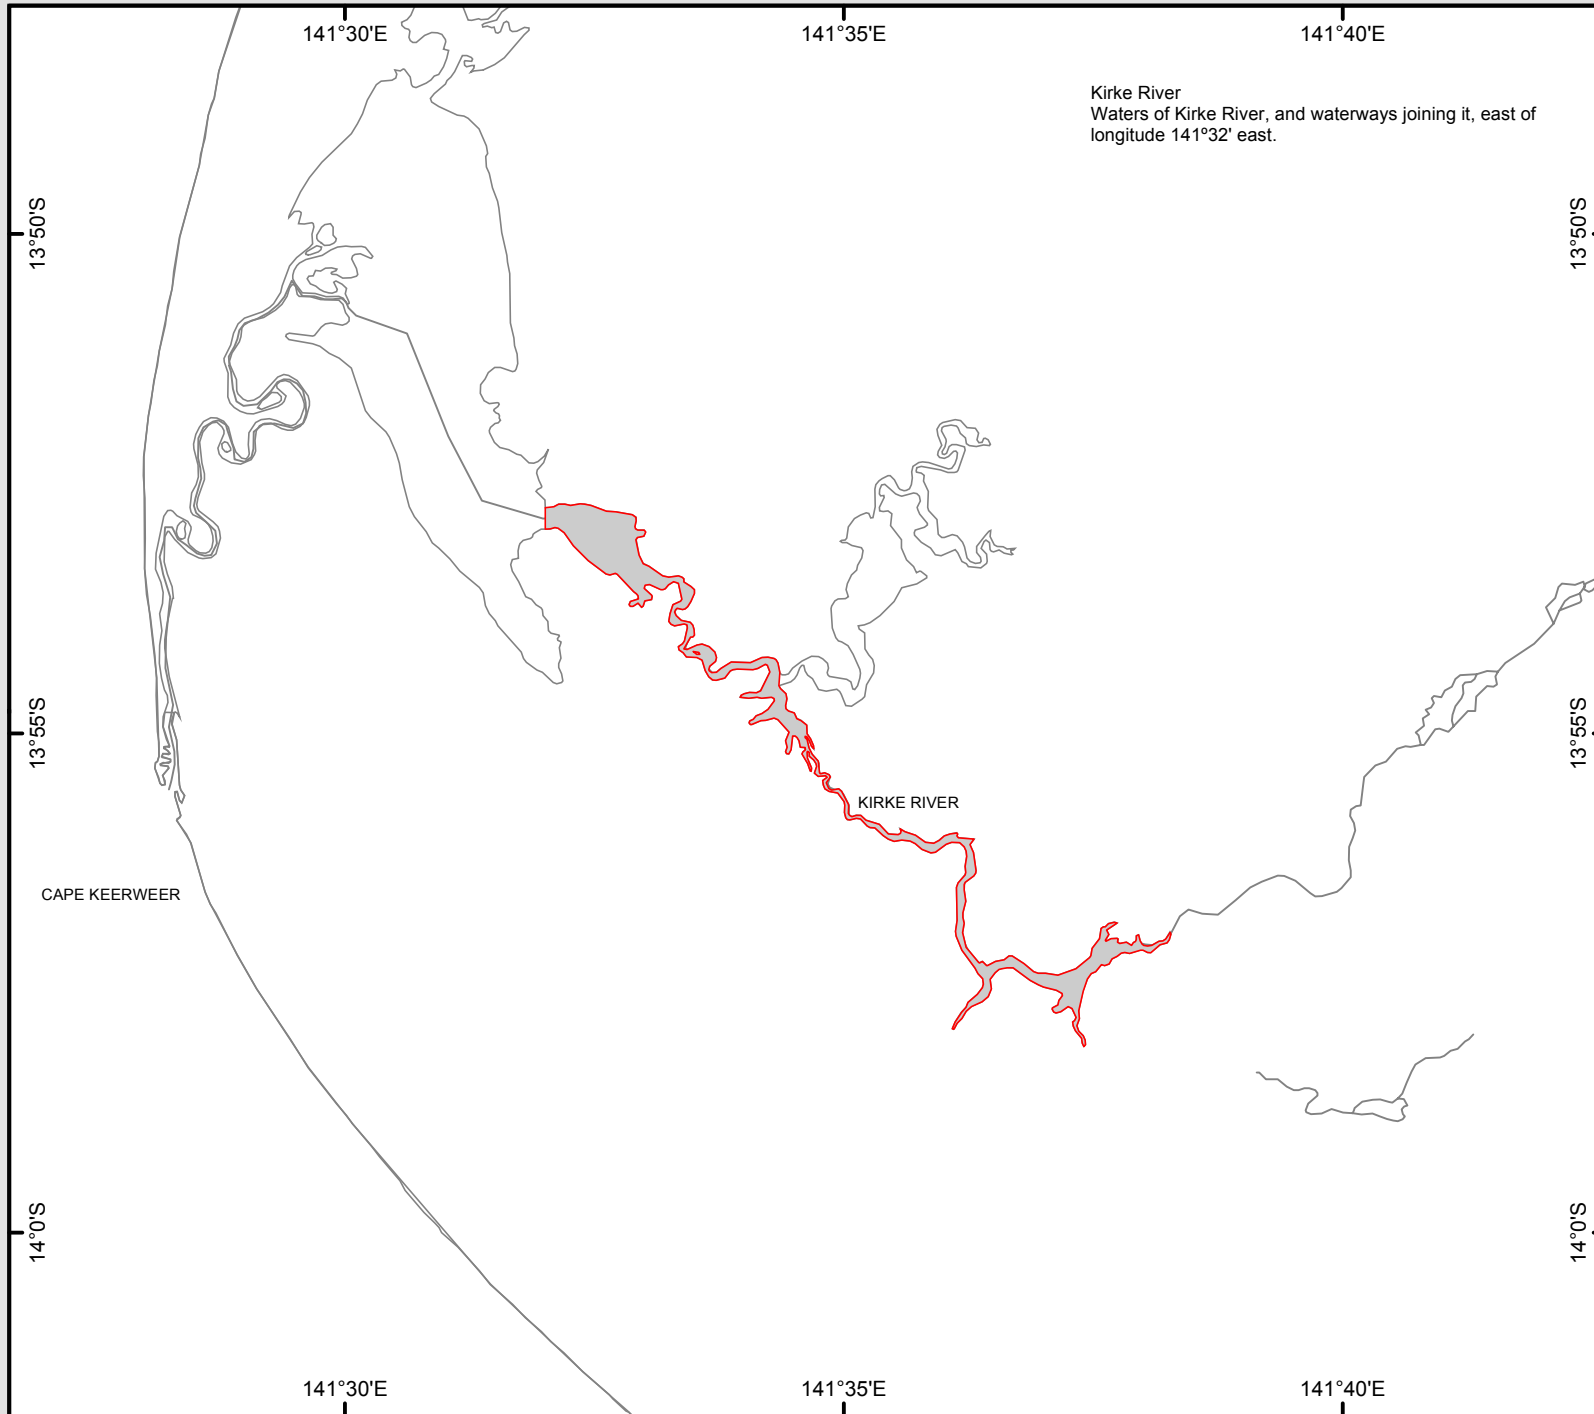 141°30'E
141°35'E
141°40'E
Kirke River
Waters of Kirke River, and waterways joining it, east of
longitude 141º32' east.
13°50'S
13°50'S
13°55'S
13°55'S
KIRKE RIVER
CAPE KEERWEER
14°0'S
14°0'S
141°30'E
141°35'E
141°40'E